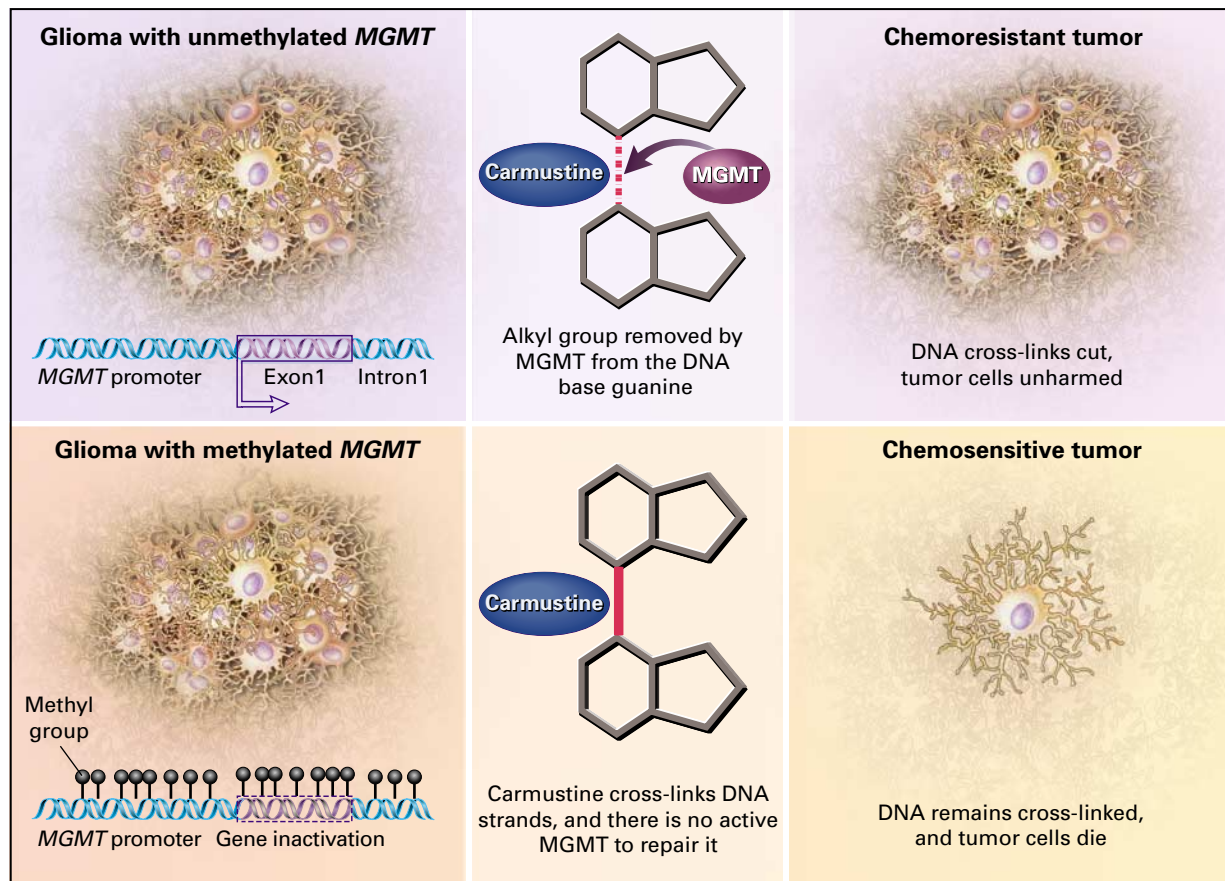 Glioma with unmethylated MGMT
MGMT promoter
Exon1
Intron1
Carmustine
MGMT
Alkyl group removed by
MGMT from the DNA
base guanine
Chemoresistant tumor
DNA cross-links cut,
tumor cells unharmed
Glioma with methylated MGMT
Methyl
group
MGMT promoter
Gene inactivation
Carmustine
Carmustine cross-links DNA
strands, and there is no active
MGMT to repair it
Chemosensitive tumor
DNA remains cross-linked,
and tumor cells die